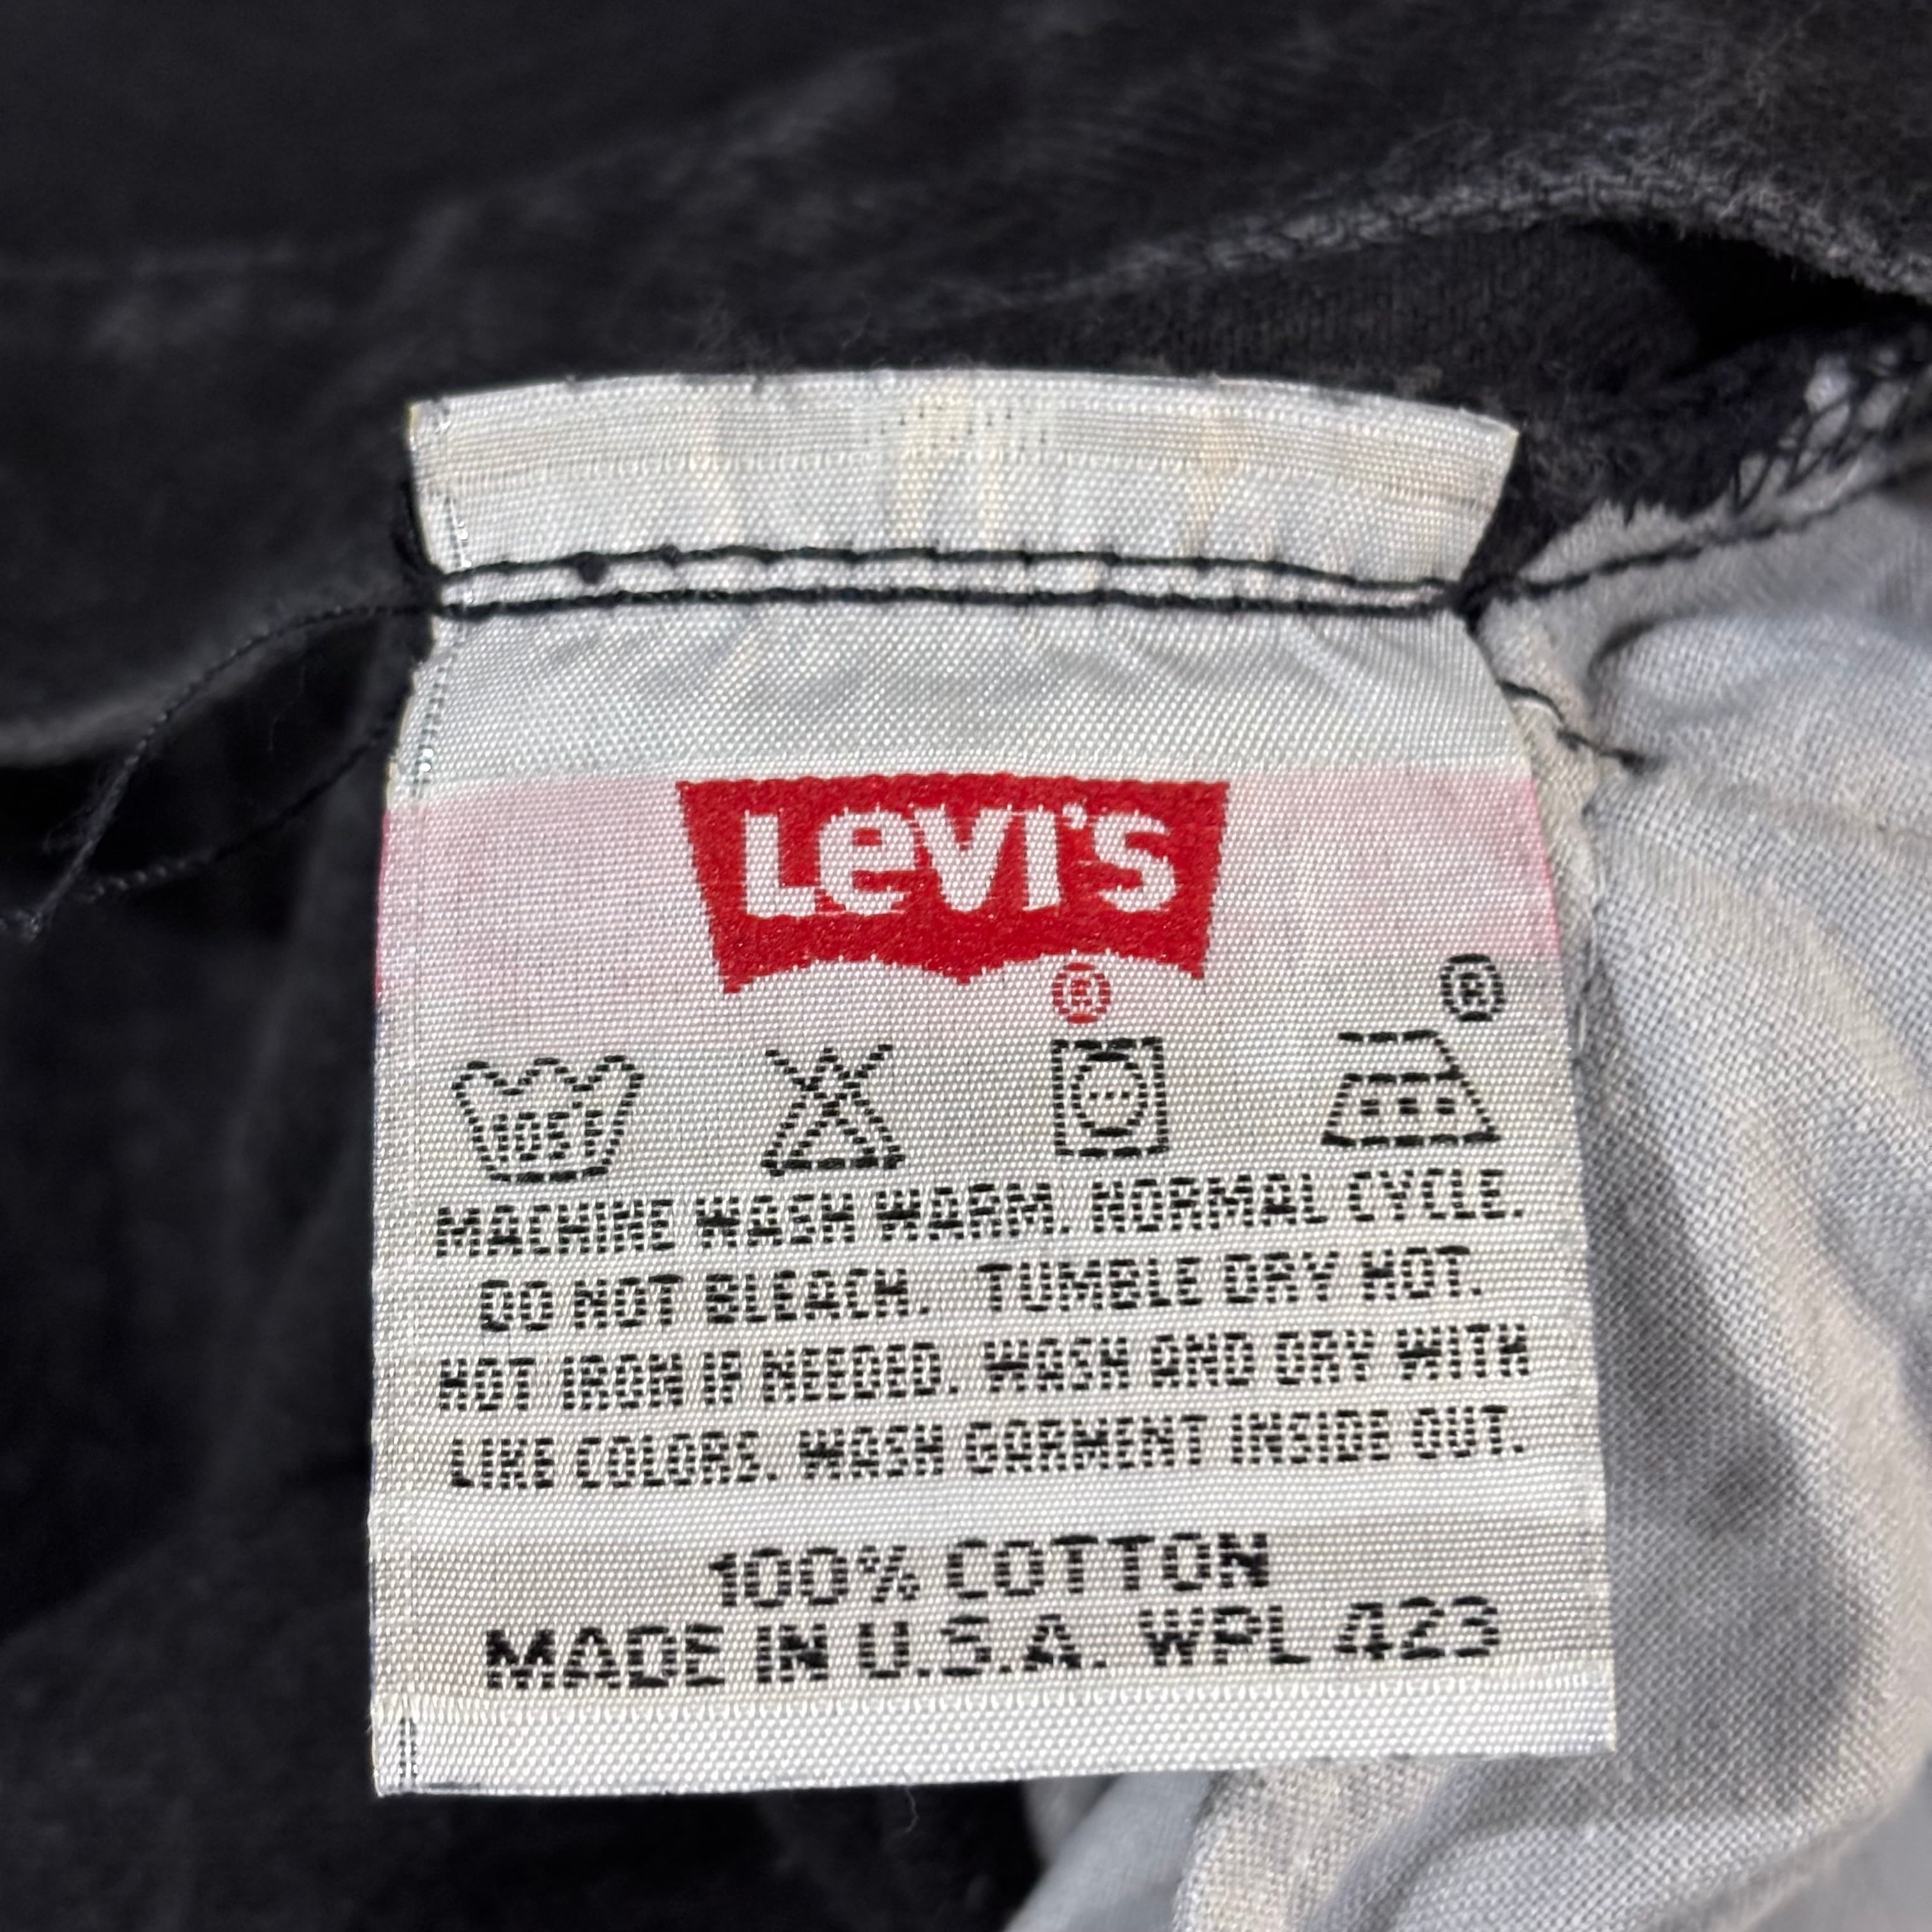 Levi's
®
®
105F
MACHINE WASH WARM. NORMAL CYCLE.
DO NOT BLEACH. TUMBLE DRY HOT.
HOT IRON IF NEEDED. WASH AND DRY WITH
LIKE COLORS. WASH GARMENT INSIDE OUT.
100% COTTON
MADE IN U.S.A. WPL 423